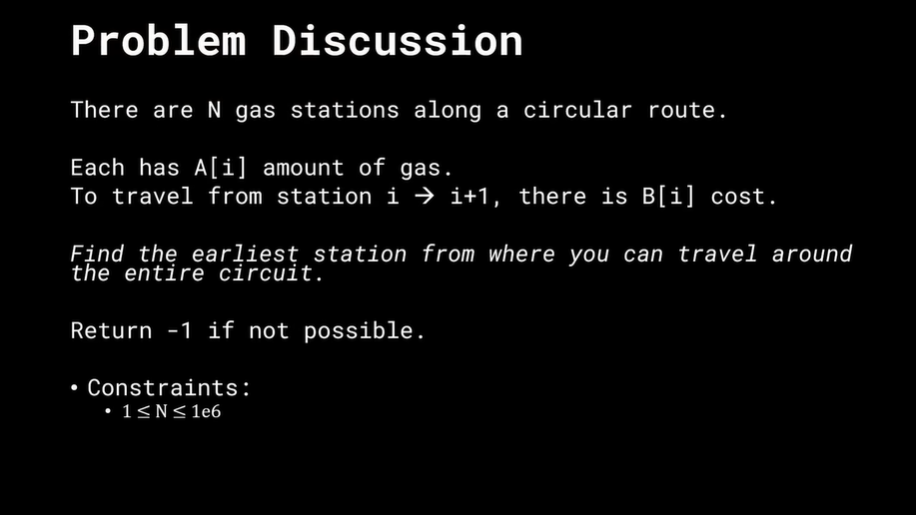 Problem Discussion
There are N gas stations along a circular route.
Each has A[i] amount of gas.
To travel from station i → i+1, there is B[i] cost.
Find the earliest station from where you can travel around
the entire circuit.
Return -1 if not possible.
• Constraints:
• 1 ≤ N ≤ 1e6